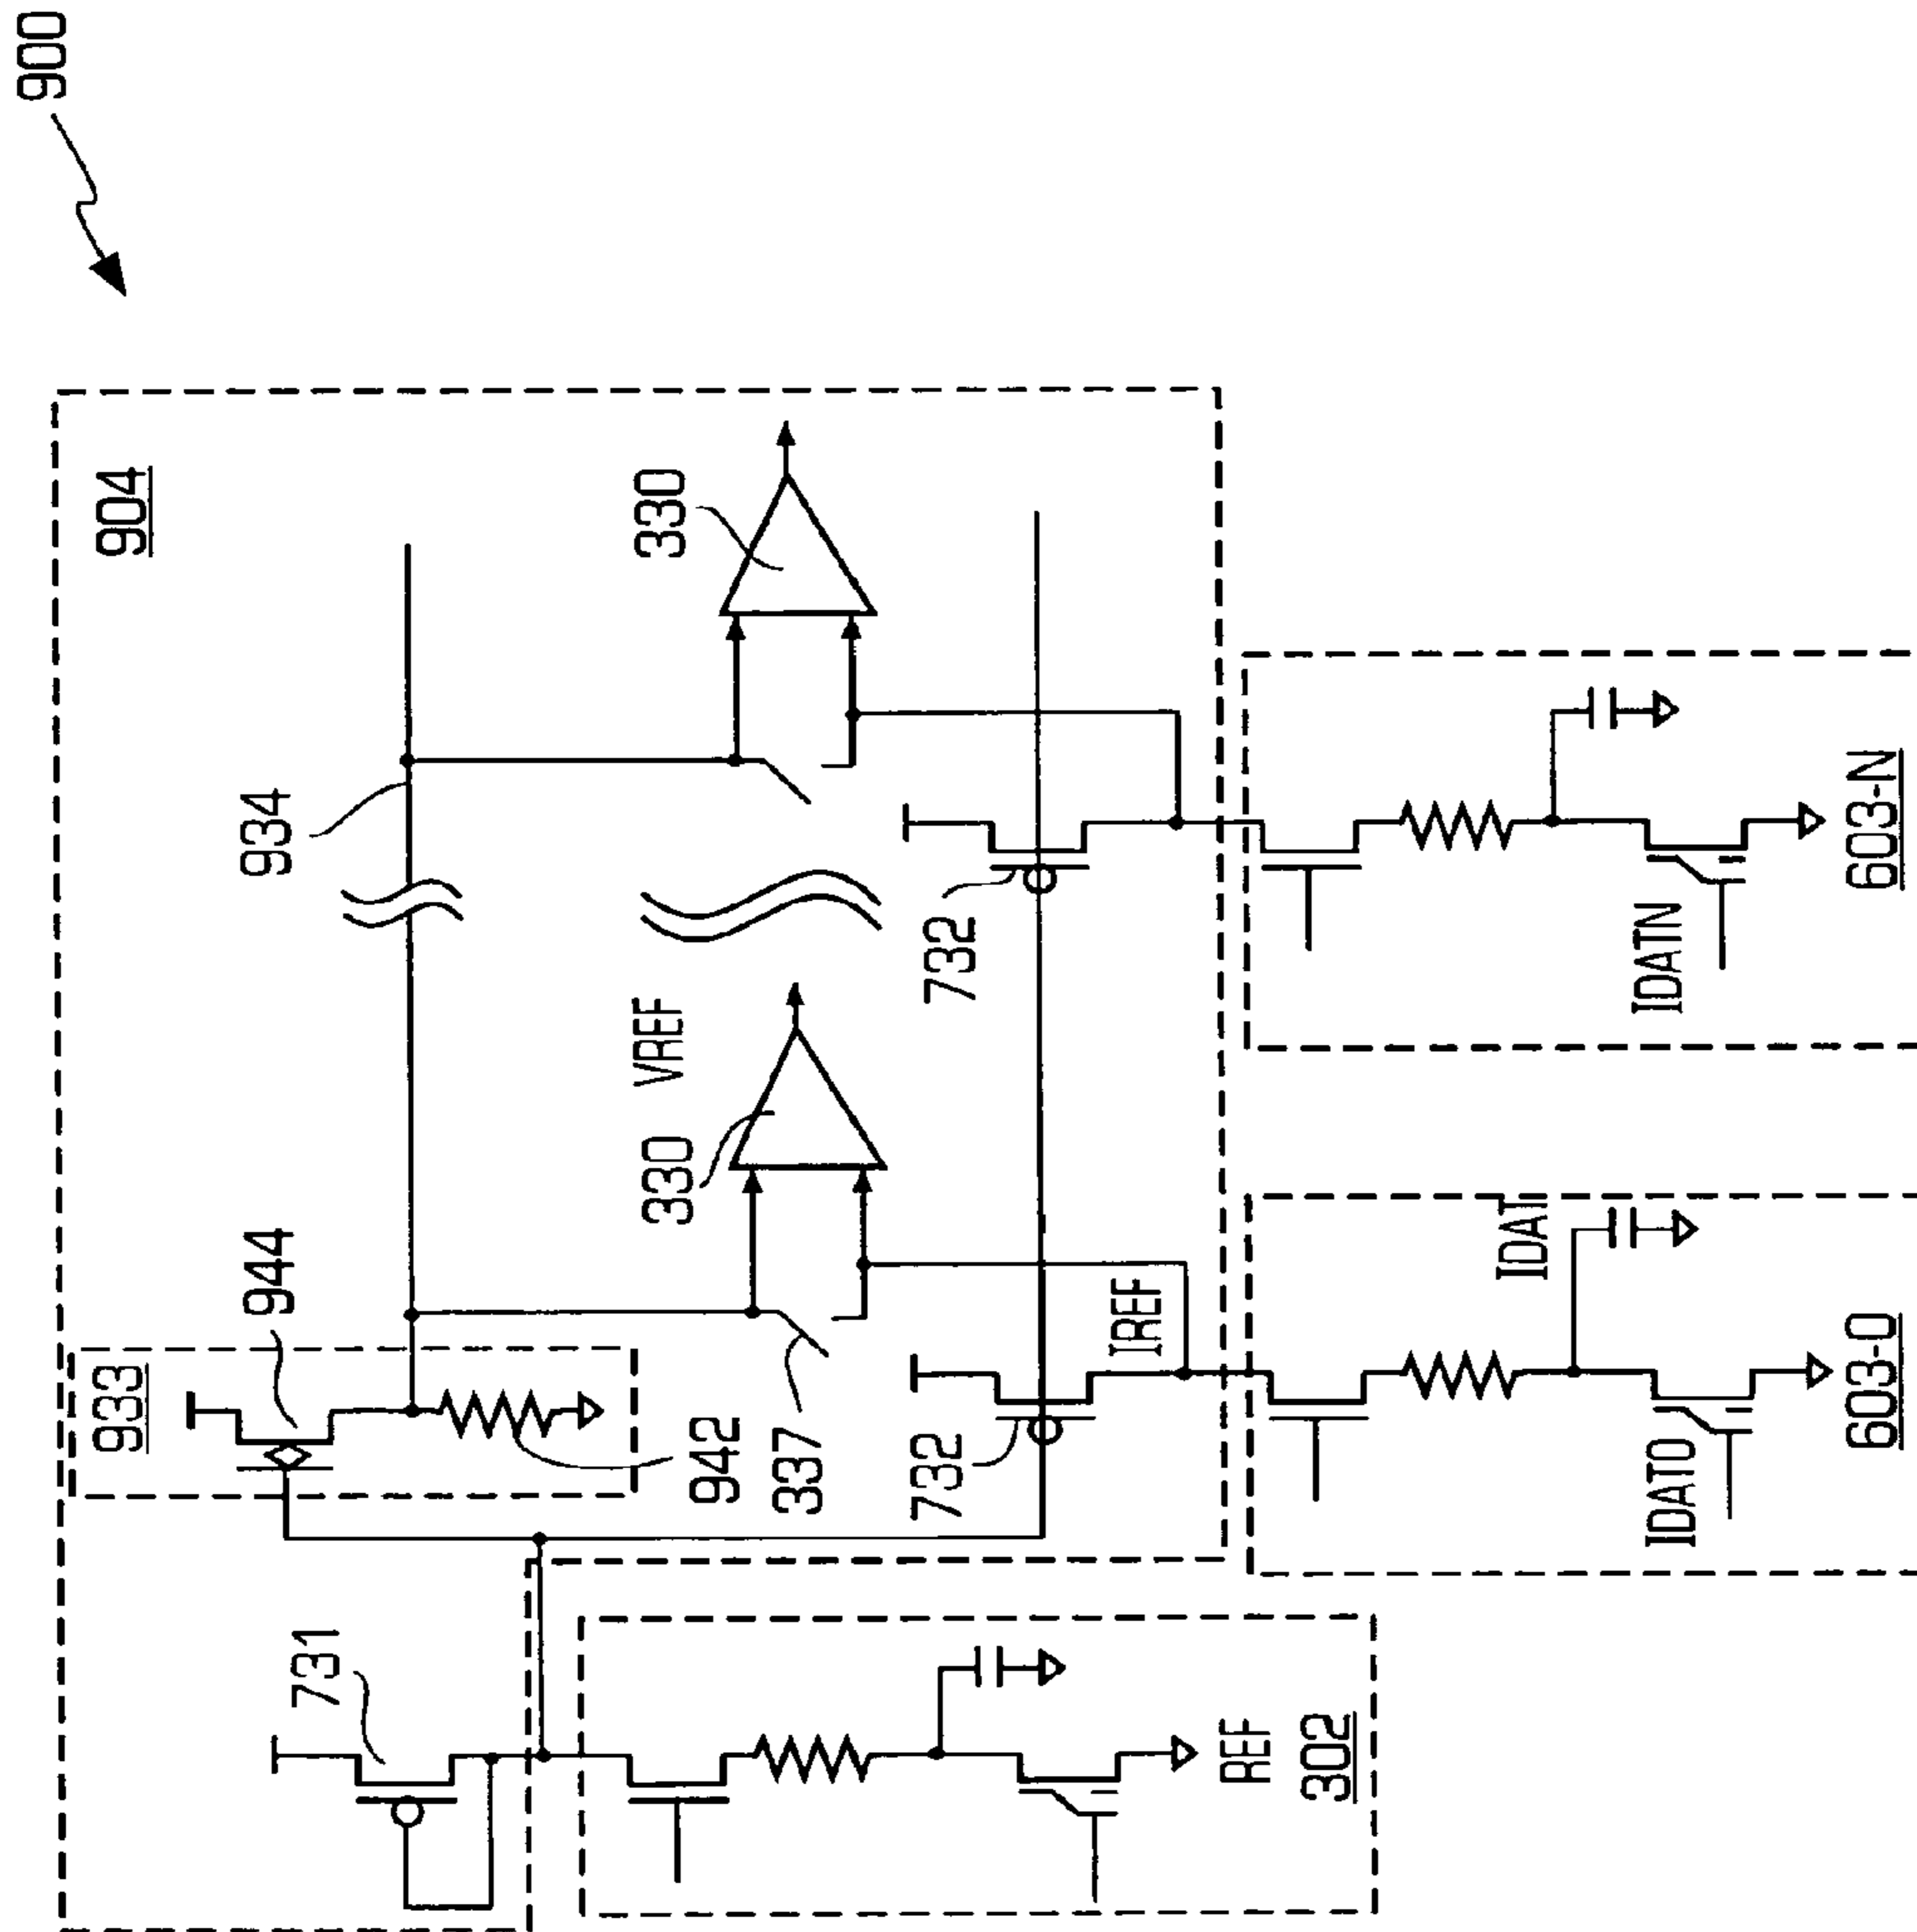 900
904
933
944
934
330
VREF
330
942
337
731
732
732
IREF
IDAT
IDATO
603-0
IDATN
603-N
REF
302